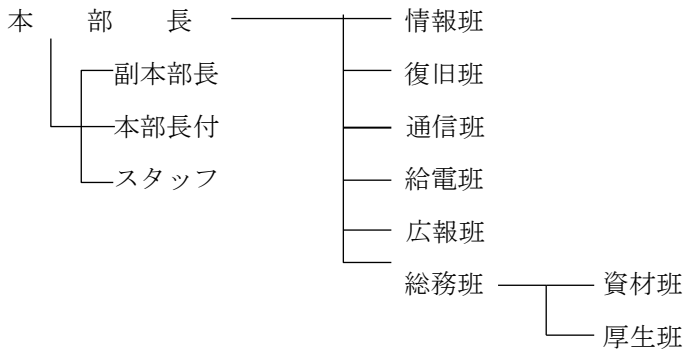 本部長
副本部長
本部長付
スタッフ
情報班
復旧班
通信班
給電班
広報班
総務班
資材班
厚生班